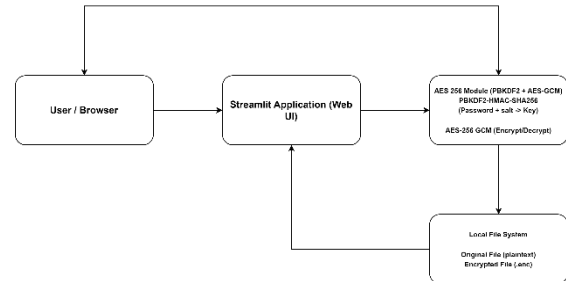 User / Browser
Streamlit Application (Web
UI)
AES 256 Module (PBKDF2 + AES-GCM)
PBKDF2-HMAC-SHA256
(Password + salt -> Key)
AES-256 GCM (Encrypt/Decrypt)
Local File System
Original File (plaintext)
Encrypted File (.enc)